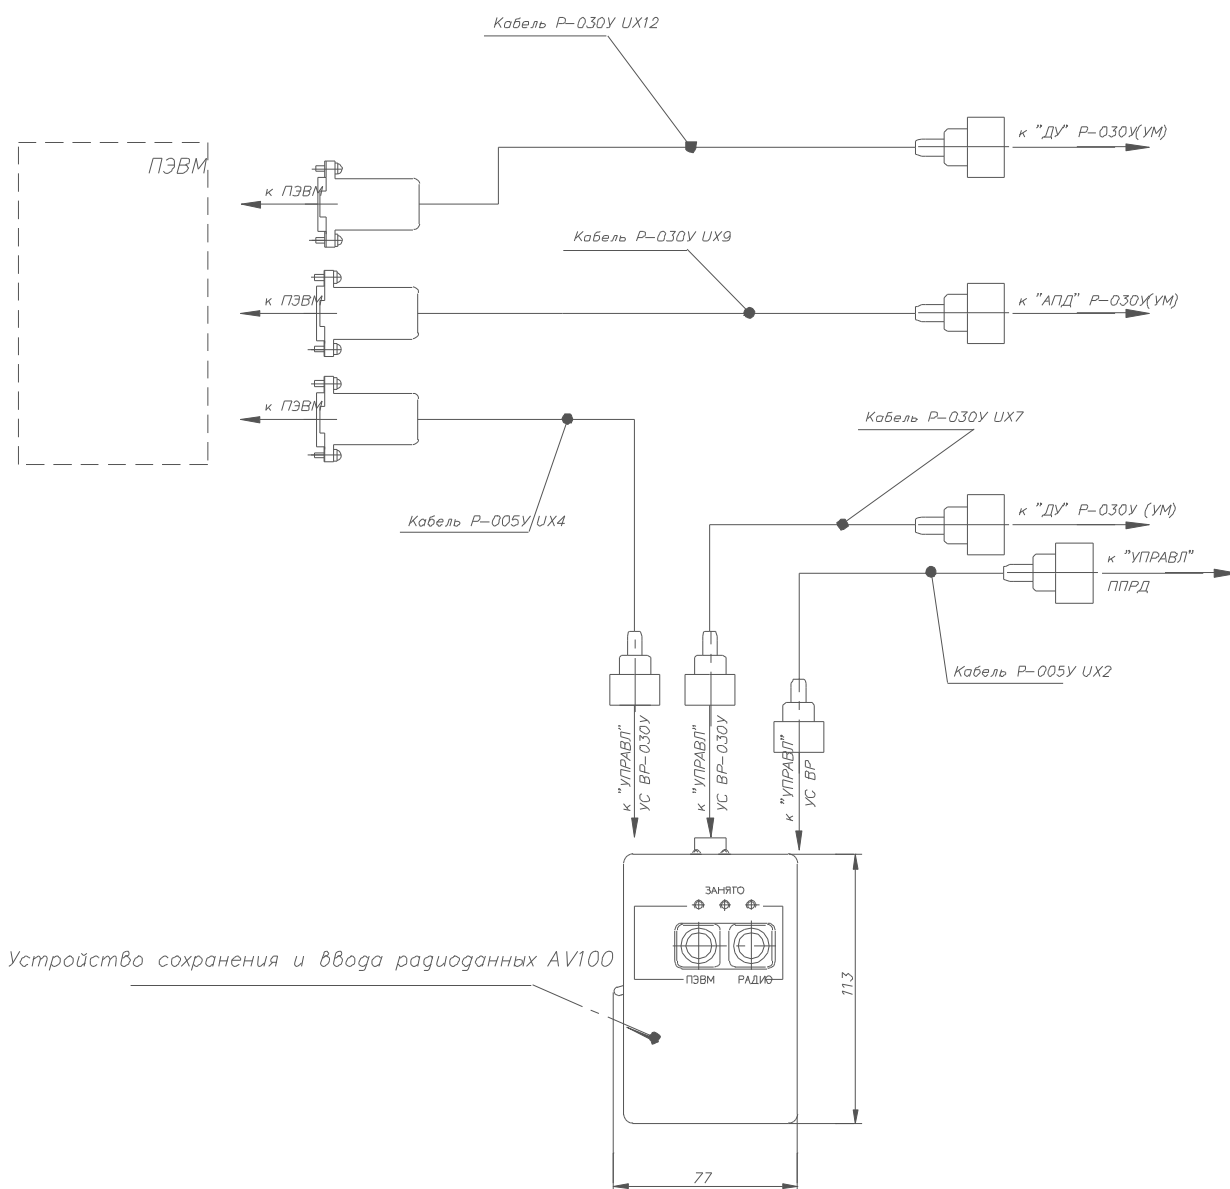 Кабель Р-030У UX12
к "ДУ" Р-030У(УМ)
ПЭВМ
к ПЭВМ
Кабель Р-030У UX9
к ПЭВМ
к "АПД" Р-030У(УМ)
к ПЭВМ
Кабель Р-030У UX7
Кабель Р-005У UX4
к "ДУ" Р-030У (УМ)
к "УПРАВЛ"
ППРД
Кабель Р-005У UX2
к "УПРАВЛ"
УС ВР-030У
к "УПРАВЛ"
УС ВР-030У
к "УПРАВЛ"
УС ВР
ЗАНЯТО
Устройство сохранения и ввода радиоданных AV100
ПЭВМ РАДИО
113
77